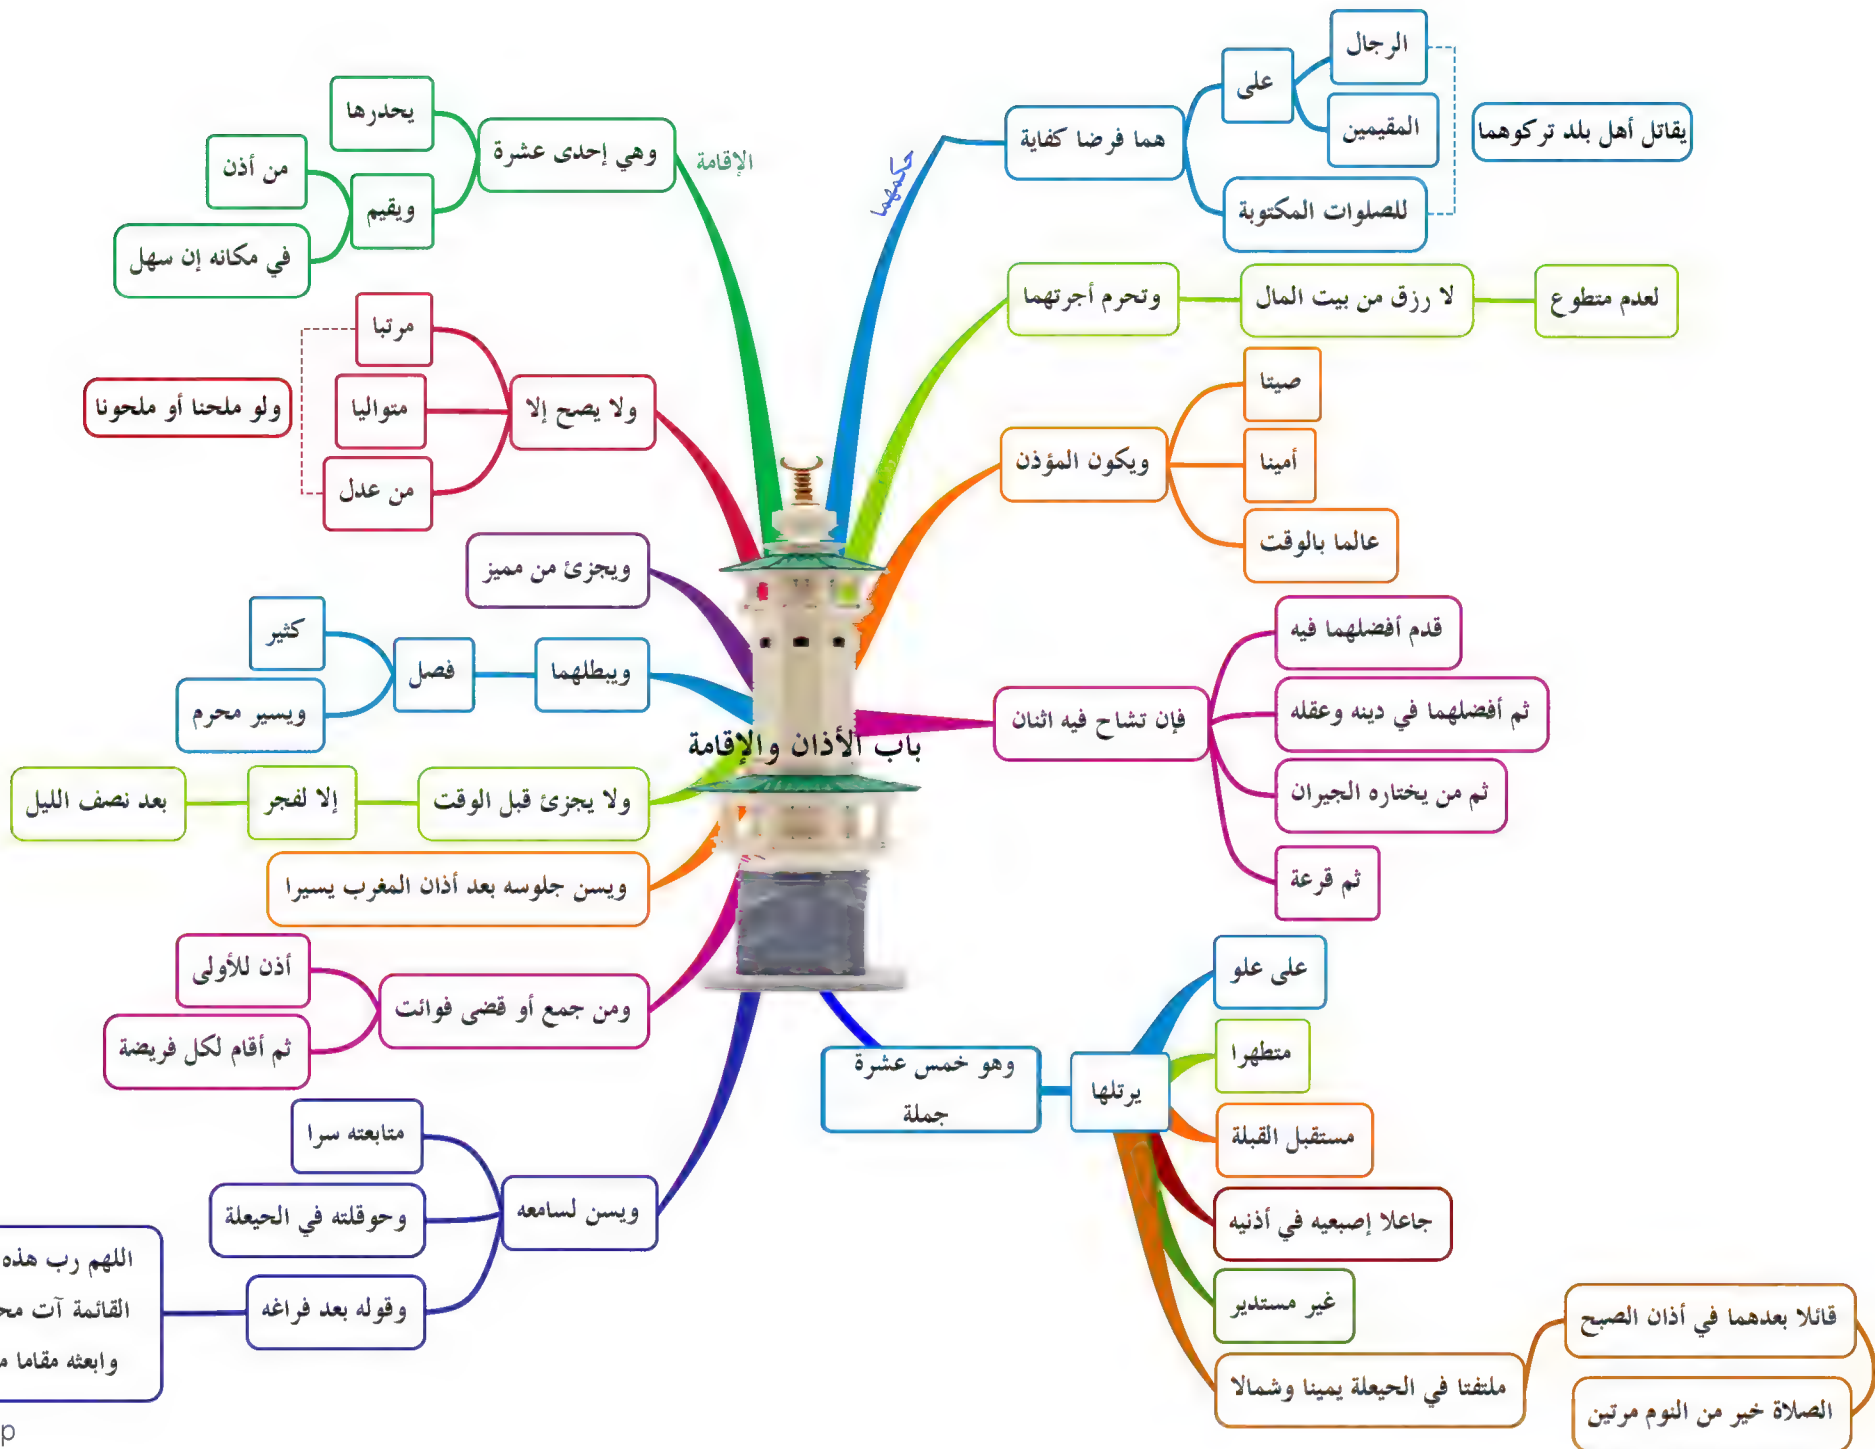 باب الأذان والإقامة
حكمهما
هما فرضا كفاية
على
الرجال
المقيمين
للصلوات المكتوبة
يقاتل أهل بلد تركوهما
وتحرم أجرتهما
لا رزق من بيت المال
لعدم متطوع
ويكون المؤذن
صيتا
أمينا
عالما بالوقت
فإن تشاح فيه اثنان
قدم أفضلهما فيه
ثم أفضلهما في دينه وعقله
ثم من يختاره الجيران
ثم قرعة
وهو خمس عشرة
جملة
يرتلها
على علو
متطهرا
مستقبل القبلة
جاعلا إصبعيه في أذنيه
غير مستدير
ملتفتا في الحيعلة يمينا وشمالا
قائلا بعدهما في أذان الصبح
الصلاة خير من النوم مرتين
الإقامة
وهي إحدى عشرة
يحدرها
ويقيم
من أذن
في مكانه إن سهل
ولا يصح إلا
مرتبا
متواليا
من عدل
ولو ملحنا أو ملحونا
ويجزئ من مميز
ويبطلهما
فصل
كثير
ويسير محرم
ولا يجزئ قبل الوقت
إلا لفجر
بعد نصف الليل
ويسن جلوسه بعد أذان المغرب يسيرا
ومن جمع أو قضى فوائت
أذن للأولى
ثم أقام لكل فريضة
ويسن لسامعه
متابعته سرا
وحوقلته في الحيعلة
وقوله بعد فراغه
اللهم رب هذه
القائمة آت
وابعثه مقاما